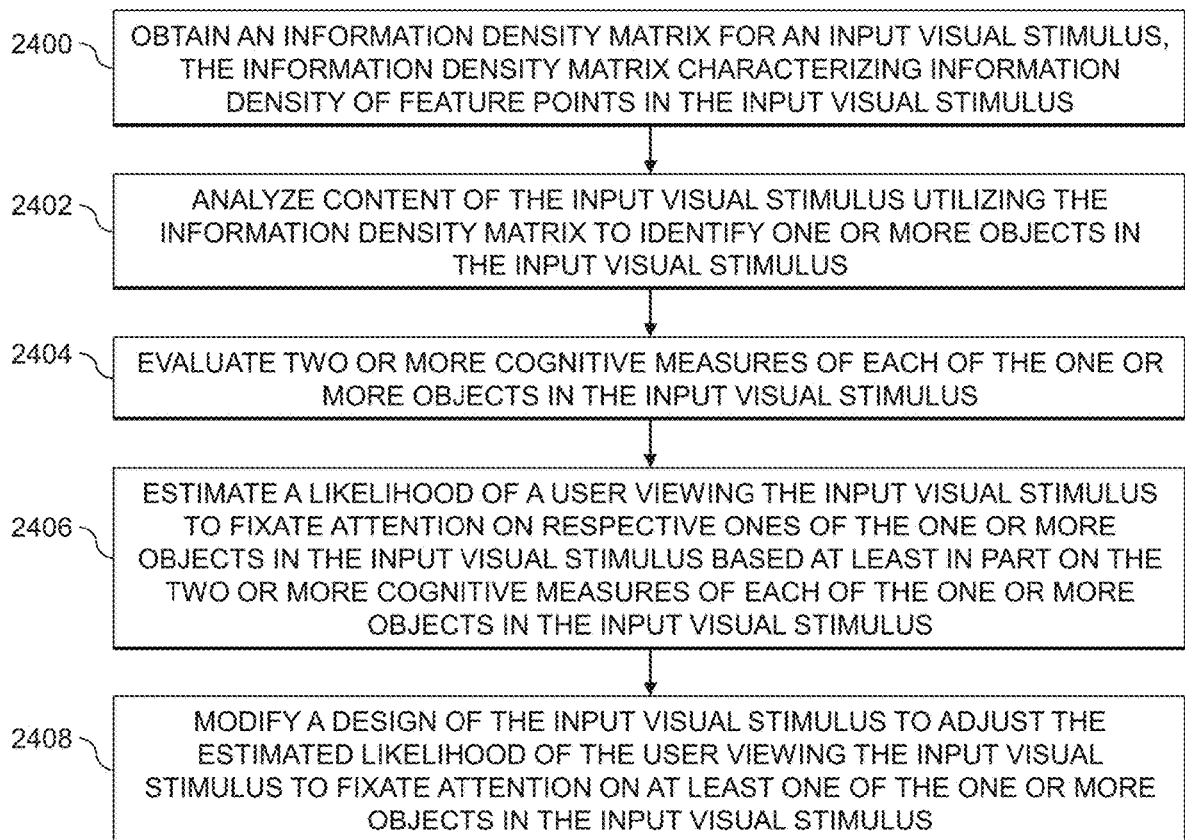 2400
OBTAIN AN INFORMATION DENSITY MATRIX FOR AN INPUT VISUAL STIMULUS,
THE INFORMATION DENSITY MATRIX CHARACTERIZING INFORMATION
DENSITY OF FEATURE POINTS IN THE INPUT VISUAL STIMULUS
2402
ANALYZE CONTENT OF THE INPUT VISUAL STIMULUS UTILIZING THE
INFORMATION DENSITY MATRIX TO IDENTIFY ONE OR MORE OBJECTS IN
THE INPUT VISUAL STIMULUS
2404
EVALUATE TWO OR MORE COGNITIVE MEASURES OF EACH OF THE ONE OR
MORE OBJECTS IN THE INPUT VISUAL STIMULUS
2406
ESTIMATE A LIKELIHOOD OF A USER VIEWING THE INPUT VISUAL STIMULUS
TO FIXATE ATTENTION ON RESPECTIVE ONES OF THE ONE OR MORE
OBJECTS IN THE INPUT VISUAL STIMULUS BASED AT LEAST IN PART ON THE
TWO OR MORE COGNITIVE MEASURES OF EACH OF THE ONE OR MORE
OBJECTS IN THE INPUT VISUAL STIMULUS
2408
MODIFY A DESIGN OF THE INPUT VISUAL STIMULUS TO ADJUST THE
ESTIMATED LIKELIHOOD OF THE USER VIEWING THE INPUT VISUAL
STIMULUS TO FIXATE ATTENTION ON AT LEAST ONE OF THE ONE OR MORE
OBJECTS IN THE INPUT VISUAL STIMULUS